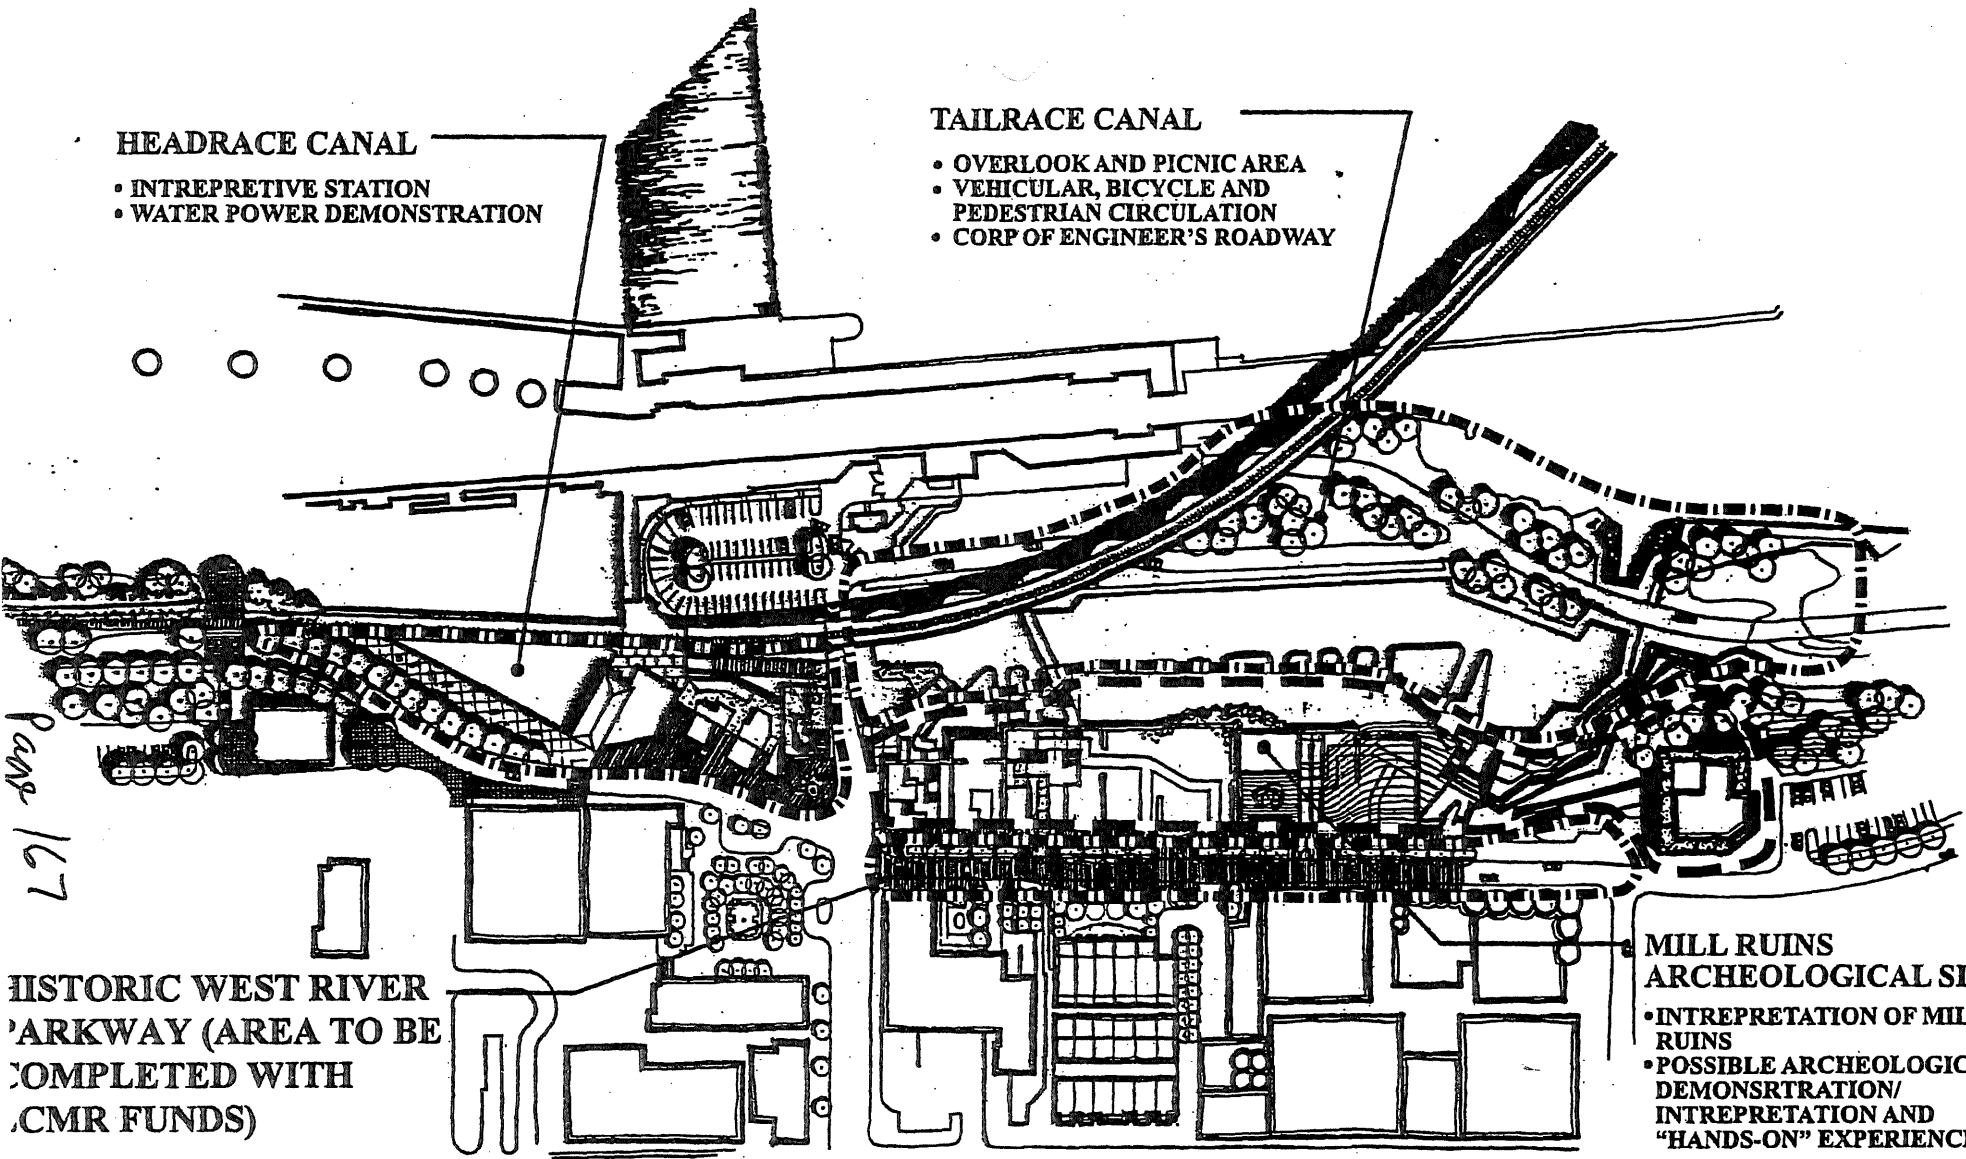 HEADRACE CANAL
• INTREPRETIVE STATION
• WATER POWER DEMONSTRATION
TAILRACE CANAL
• OVERLOOK AND PICNIC AREA
• VEHICULAR, BICYCLE AND
PEDESTRIAN CIRCULATION
• CORP OF ENGINEER'S ROADWAY
Page 167
HISTORIC WEST RIVER
PARKWAY (AREA TO BE
COMPLETED WITH
LCMR FUNDS)
MILL RUINS
ARCHEOLOGICAL SI
• INTREPRETATION OF MIL
RUINS
• POSSIBLE ARCHEOLOGIC
DEMONSRTRATION/
INTREPRETATION AND
"HANDS-ON" EXPERIENC